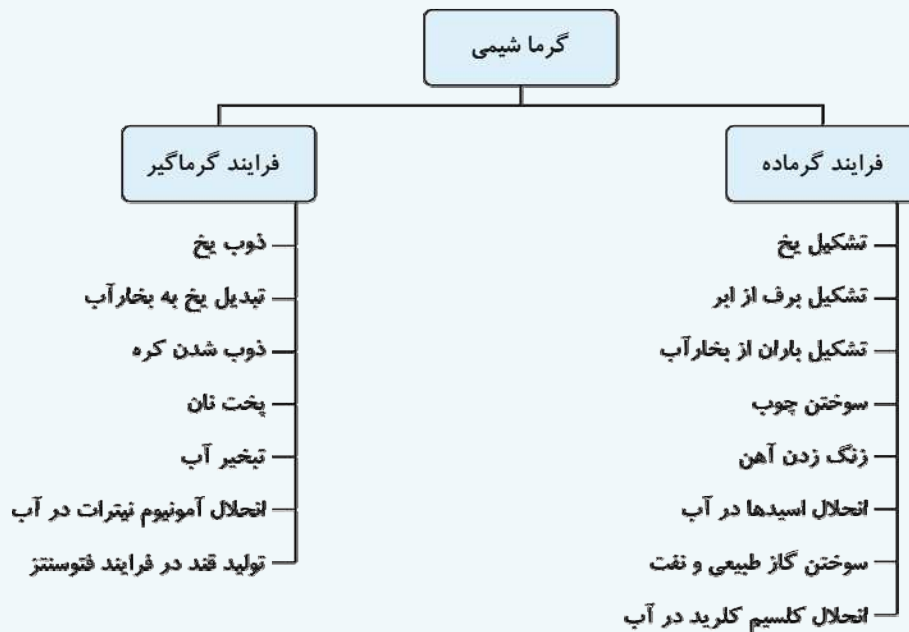 گرما شیمی
فرایند گرماده
تشکیل یخ
تشکیل برف از ابر
تشکیل باران از بخارآب
سوختن چوب
زنگ زدن آهن
انحلال اسیدها در آب
سوختن گاز طبیعی و نفت
انحلال کلسیم کلرید در آب
فرایند گرماگیر
ذوب یخ
تبدیل یخ به بخارآب
ذوب شدن کره
پخت نان
تبخیر آب
انحلال آمونیوم نیترات در آب
تولید قند در فرایند فتوسنتز